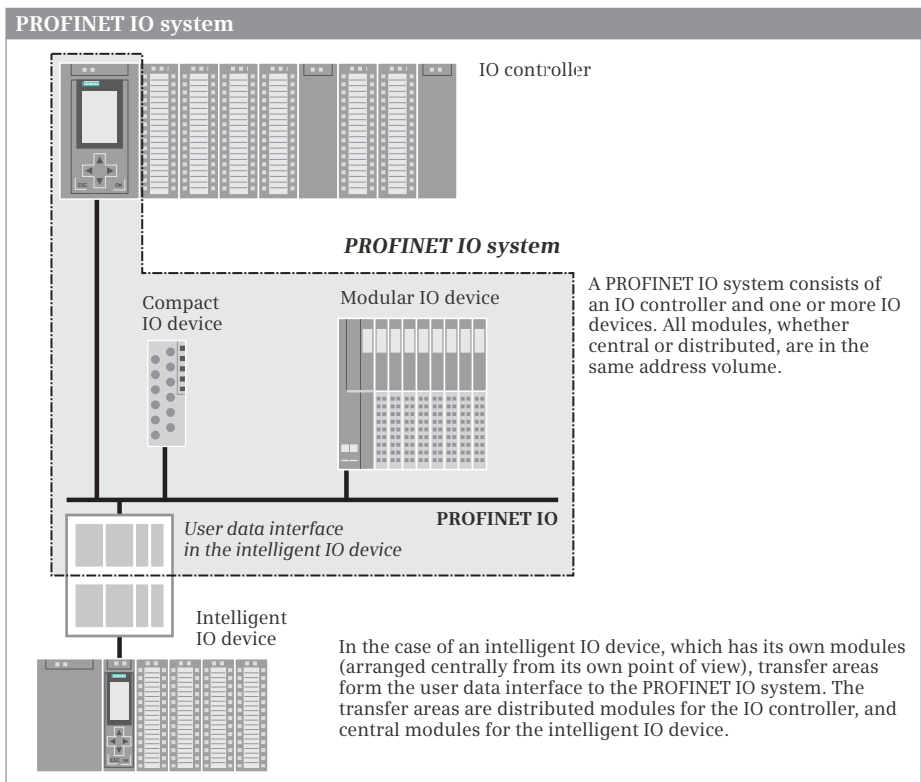 PROFINET IO system
IO controller
SIEMENS
ESC
OK
PROFINET IO system
A PROFINET IO system consists of
an IO controller and one or more IO
devices. All modules, whether
central or distributed, are in the
same address volume.
Compact
IO device
Modular IO device
PROFINET IO
User data interface
in the intelligent IO device
Intelligent
IO device
In the case of an intelligent IO device, which has its own modules
(arranged centrally from its own point of view), transfer areas
form the user data interface to the PROFINET IO system. The
transfer areas are distributed modules for the IO controller, and
central modules for the intelligent IO device.